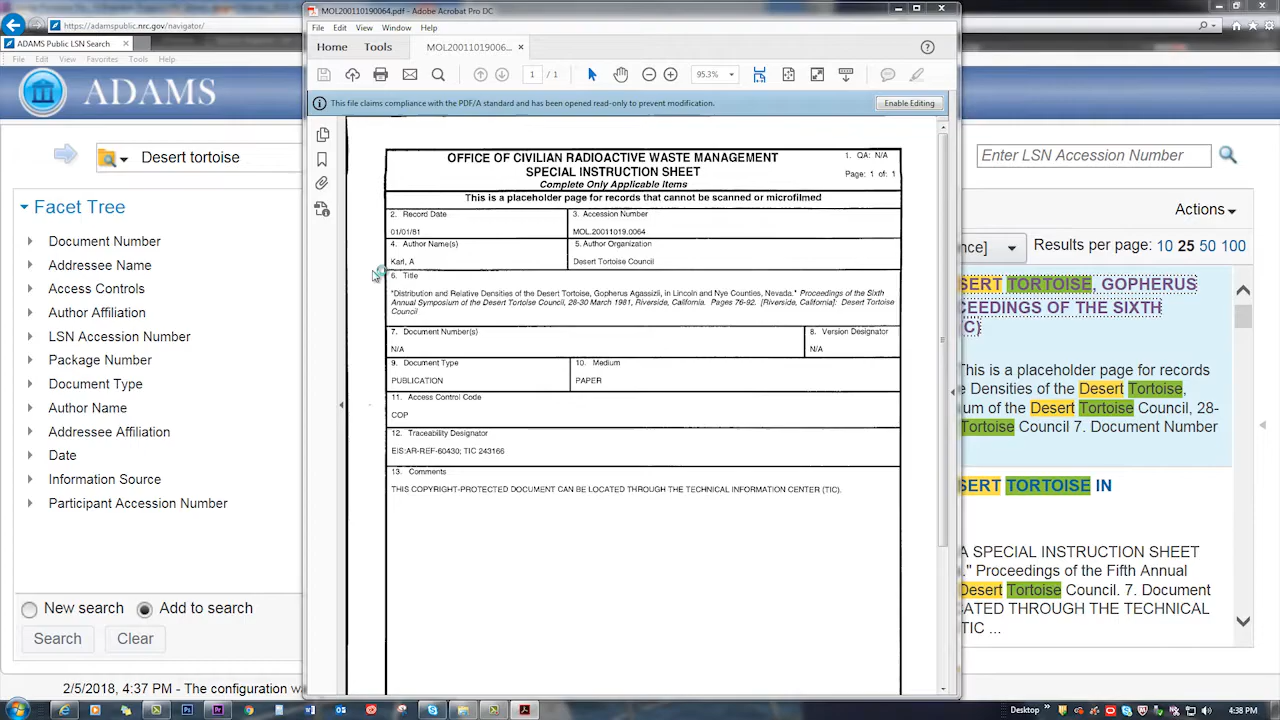 MOL20011019064.pdf - Adobe Acrobat Pro DC
https://adamspublic.nrc.gov/navigator/
ADAMS Public LSN Search
File Edit View Favorites Tools Help
File Edit View Window Help
Home Tools MOL2001101906...
1 / 1 95.3%
This file claims compliance with the PDF/A standard and has been opened read-only to prevent modification.
Enable Editing
ADAMS
Desert tortoise
Facet Tree
Document Number
Addressee Name
Access Controls
Author Affiliation
LSN Accession Number
Package Number
Document Type
Author Name
Addressee Affiliation
Date
Information Source
Participant Accession Number
New search Add to search
Search Clear
2/5/2018, 4:37 PM - The configuration wa
OFFICE OF CIVILIAN RADIOACTIVE WASTE MANAGEMENT
SPECIAL INSTRUCTION SHEET
Complete Only Applicable Items
1. QA: N/A
Page: 1 of: 1
This is a placeholder page for records that cannot be scanned or microfilmed
2. Record Date
01/01/81
3. Accession Number
MOL.20011019.0064
4. Author Name(s)
Karl, A
5. Author Organization
Desert Tortoise Council
6. Title
"Distribution and Relative Densities of the Desert Tortoise, Gopherus Agassizii, in Lincoln and Nye Counties, Nevada." Proceedings of the Sixth
Annual Symposium of the Desert Tortoise Council, 28-30 March 1981, Riverside, California. Pages 76-92. [Riverside, California]: Desert Tortoise
Council
7. Document Number(s)
N/A
8. Version Designator
N/A
9. Document Type
PUBLICATION
10. Medium
PAPER
11. Access Control Code
COP
12. Traceability Designator
EIS:AR-REF-60430; TIC 243166
13. Comments
THIS COPYRIGHT-PROTECTED DOCUMENT CAN BE LOCATED THROUGH THE TECHNICAL INFORMATION CENTER (TIC).
Enter LSN Accession Number
Actions
nce] Results per page: 10 25 50 100
SERT TORTOISE, GOPHERUS
CEEDINGS OF THE SIXTH
C)
This is a placeholder page for records
e Densities of the Desert Tortoise,
um of the Desert Tortoise Council, 28-
Tortoise Council 7. Document Number
SERT TORTOISE IN
A SPECIAL INSTRUCTION SHEET
." Proceedings of the Fifth Annual
Desert Tortoise Council. 7. Document
CATED THROUGH THE TECHNICAL
TIC ...
Desktop
4:38 PM